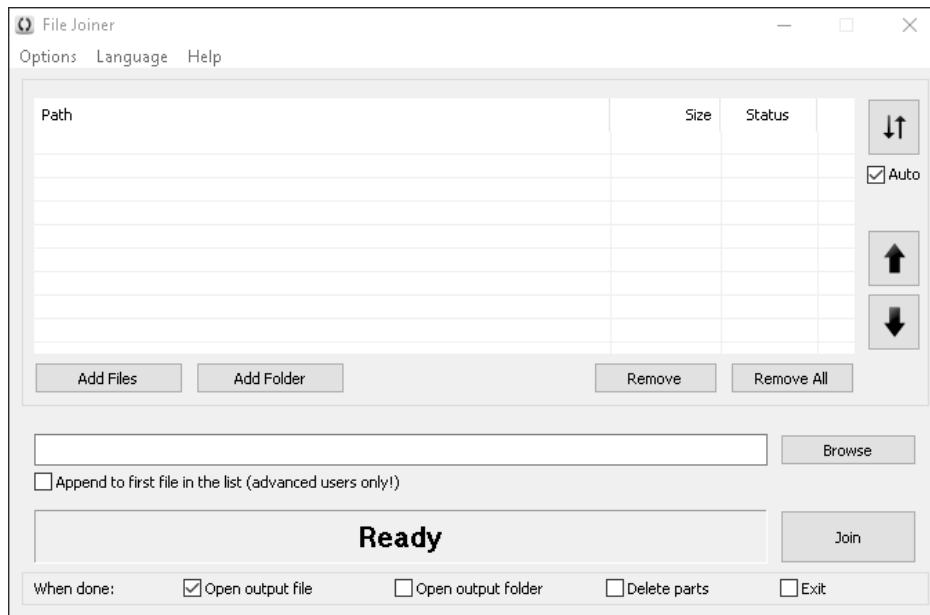 File Joiner
Options Language Help
Path Size Status
Auto
Add Files Add Folder Remove Remove All
Browse
Append to first file in the list (advanced users only!)
Ready Join
When done: Open output file Open output folder Delete parts Exit